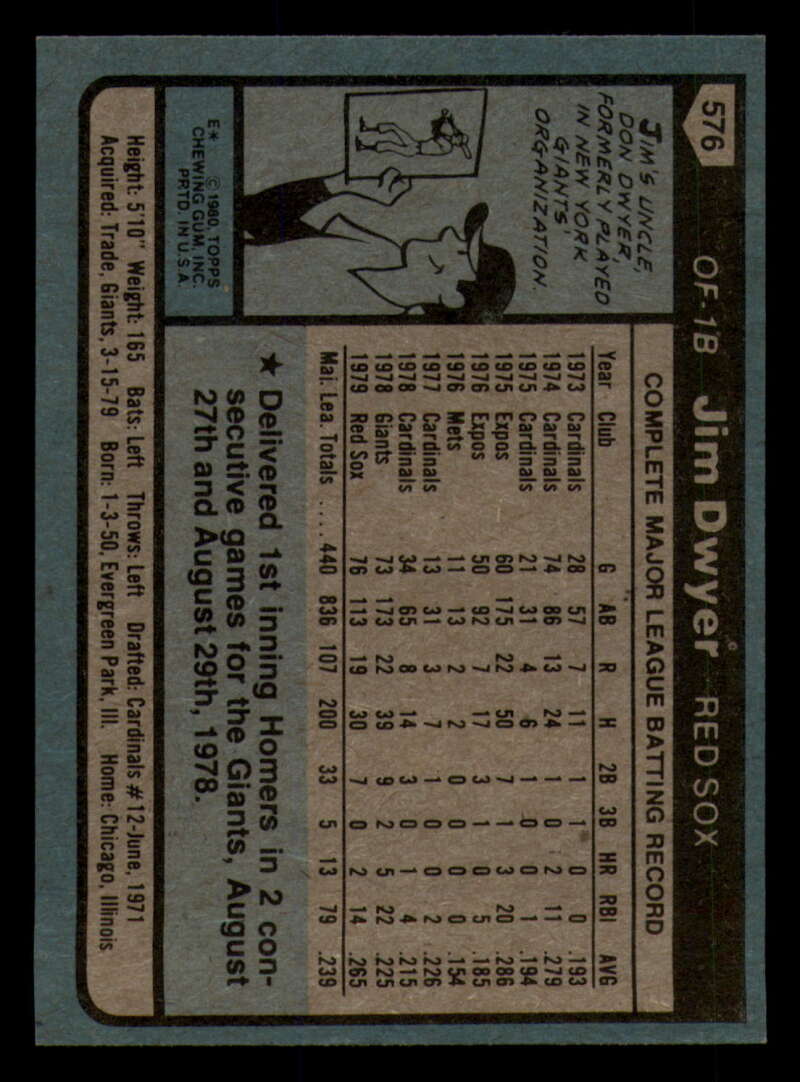 576 OF-1B Jim Dwyer RED SOX
JIM'S UNCLE,
DON DWYER,
FORMERLY PLAYED
IN NEW YORK
GIANTS'
ORGANIZATION.
E* © 1980 TOPPS
CHEWING GUM, INC.
PRTD. IN U.S.A.
COMPLETE MAJOR LEAGUE BATTING RECORD
Year Club G AB R H 2B 3B HR RBI AVG
1973 Cardinals 28 57 7 11 1 1 0 0 .193
1974 Cardinals 74 86 13 24 1 0 2 11 .279
1975 Cardinals 21 31 4 6 1 0 0 1 .194
1975 Expos 60 175 22 50 7 1 3 20 .286
1976 Expos 50 92 7 17 3 1 0 5 .185
1976 Mets 11 13 2 2 0 0 0 0 .154
1977 Cardinals 13 31 3 7 1 0 0 2 .226
1978 Cardinals 34 65 8 14 3 0 1 4 .215
1978 Giants 73 173 22 39 9 2 5 22 .225
1979 Red Sox 76 113 19 30 7 0 2 14 .265
Maj. Lea. Totals .... 440 836 107 200 33 5 13 79 .239
★ Delivered 1st inning Homers in 2 con-
secutive games for the Giants, August
27th and August 29th, 1978.
Height: 5'10" Weight: 165 Bats: Left Throws: Left Drafted: Cardinals #12-June, 1971
Acquired: Trade, Giants, 3-15-79 Born: 1-3-50, Evergreen Park, Ill. Home: Chicago, Illinois